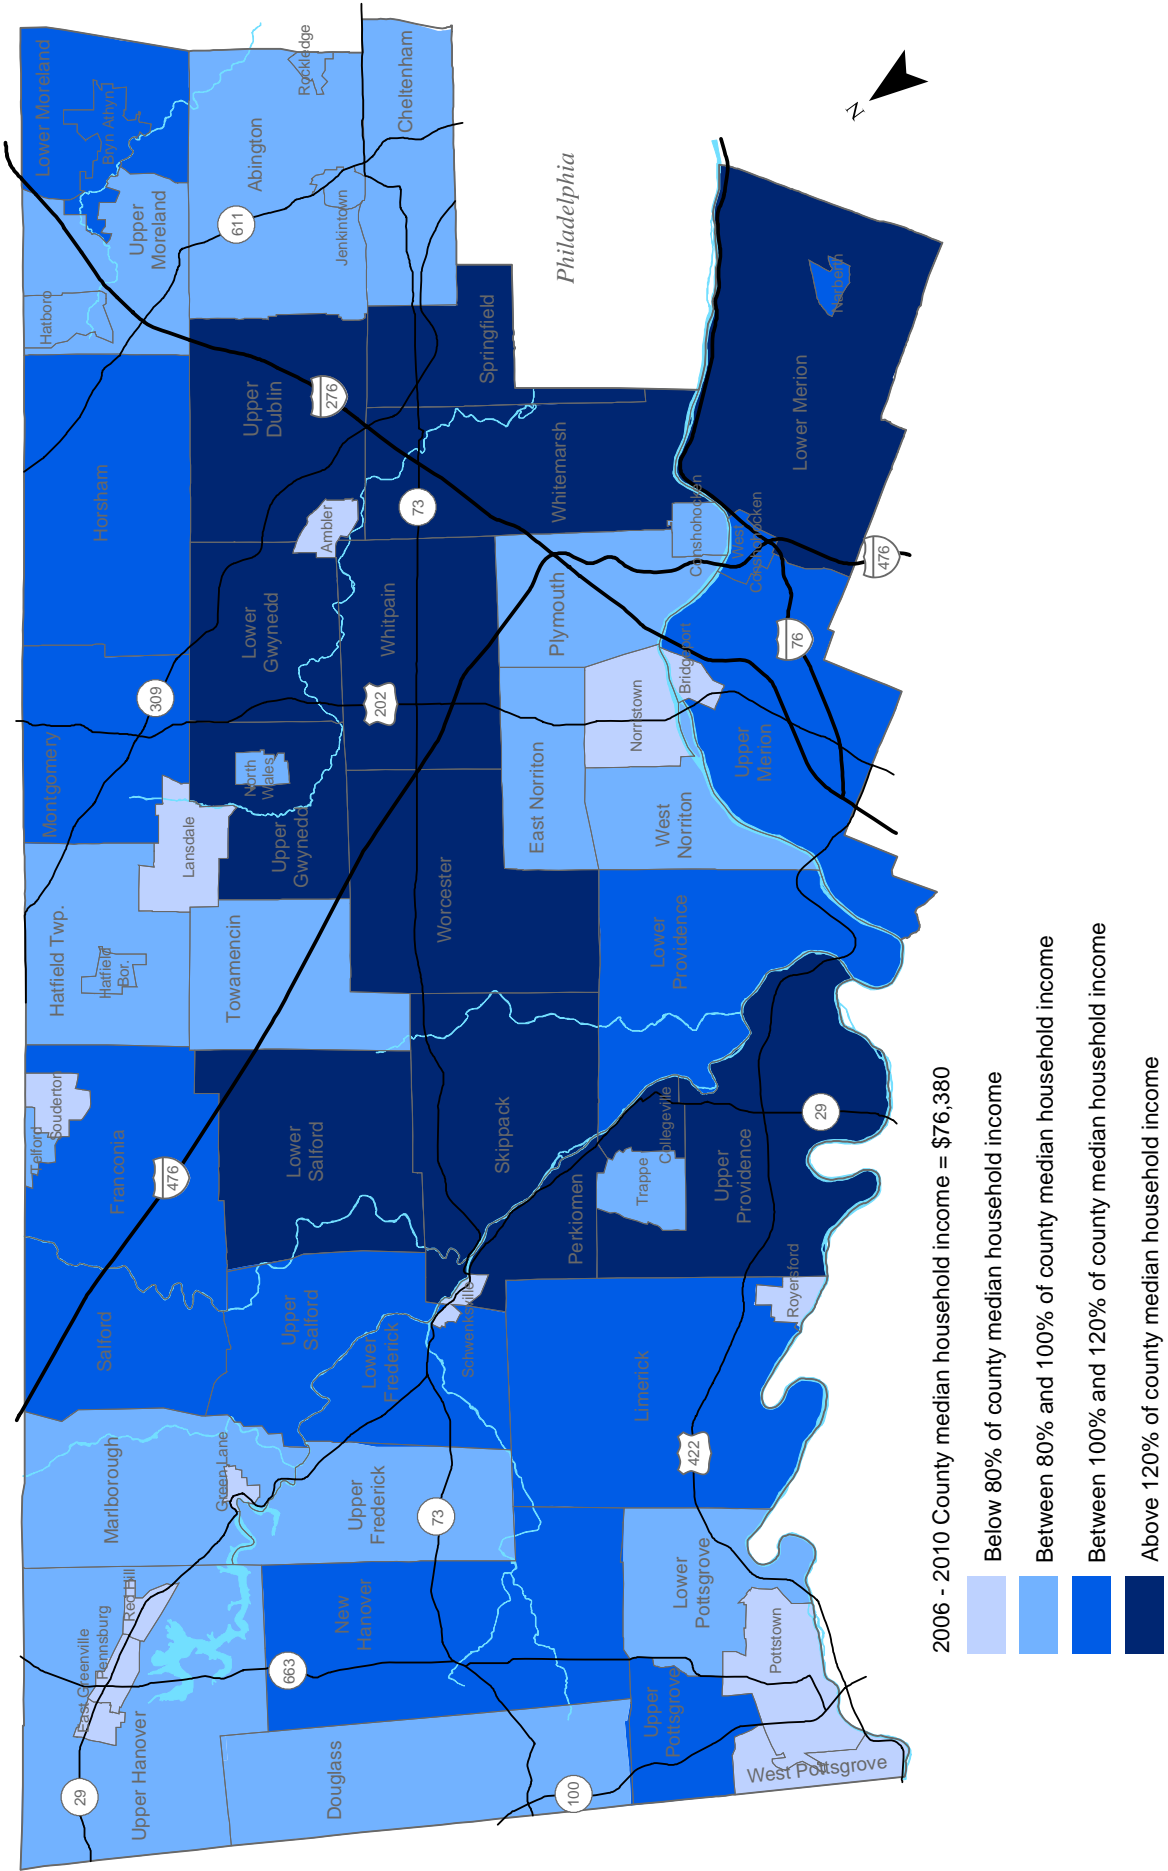 Lower Moreland
Bryn Athyn
Upper
Moreland
Hatboro
Abington
Rockledge
Cheltenham
Jenkintown
611
Philadelphia
N
Horsham
Upper
Dublin
276
Springfield
Ambler
73
Whitemarsh
Lower Merion
Narberth
Conshohocken
West
Conshohocken
476
Montgomery
309
Lower
Gwynedd
Whitpain
202
Plymouth
76
Bridgeport
Norristown
Upper
Merion
North
Wales
Lansdale
Upper
Gwynedd
East Norriton
West
Norriton
Hatfield Twp.
Hatfield
Bor.
Towamencin
Worcester
Lower
Providence
Souderton
Telford
Franconia
476
Lower
Salford
Skippack
Perkiomen
Collegeville
Trappe
Upper
Providence
29
Royersford
Salford
Upper
Salford
Lower
Frederick
Schwenksville
Limerick
422
Marlborough
Green Lane
Upper
Frederick
73
Red Hill
Pennsburg
East Greenville
Upper Hanover
29
New
Hanover
663
Douglass
100
Lower
Pottsgrove
Upper
Pottsgrove
Pottstown
West Pottsgrove
2006 - 2010 County median household income = $76,380
Below 80% of county median household income
Between 80% and 100% of county median household income
Between 100% and 120% of county median household income
Above 120% of county median household income